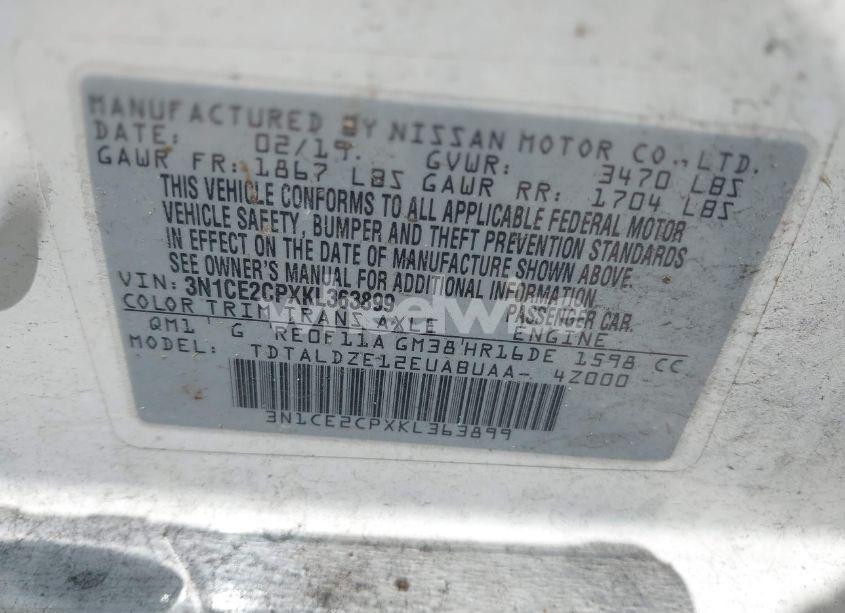 MANUFACTURED BY NISSAN MOTOR CO., LTD.
DATE: 02/19. GVWR: 3470 LBS
GAWR FR: 1867 LBS GAWR RR: 1704 LBS
THIS VEHICLE CONFORMS TO ALL APPLICABLE FEDERAL MOTOR
VEHICLE SAFETY, BUMPER AND THEFT PREVENTION STANDARDS
IN EFFECT ON THE DATE OF MANUFACTURE SHOWN ABOVE.
SEE OWNER'S MANUAL FOR ADDITIONAL INFORMATION.
VIN: 3N1CE2CPXKL363899 PASSENGER CAR.
COLOR TRIM TRANS AXLE ENGINE
QM1 G RE0F11A GM38 HR16DE 1598 CC
MODEL: TDTALDZE12EUABUAA- 4Z000
3N1CE2CPXKL363899